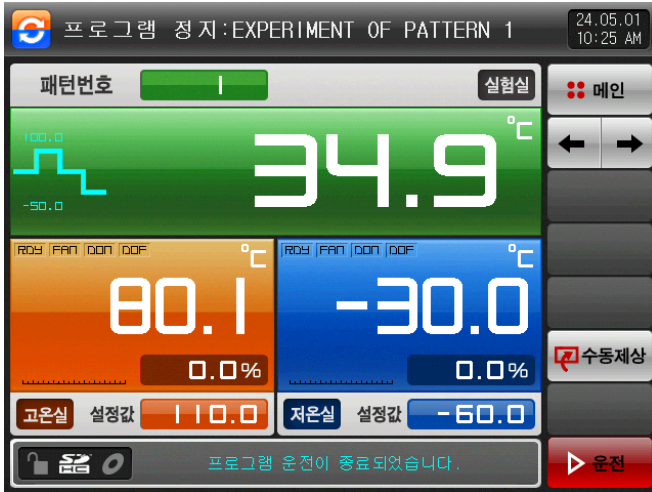 프로그램 정지:EXPERIMENT OF PATTERN 1
24.05.01
10:25 AM
패턴번호 1 실험실
메인
100.0
-50.0
34.9 ℃
RDY FAN DON DOF ℃
80.1
0.0%
RDY FAN DON DOF ℃
-30.0
0.0%
수동제상
고온실 설정값 110.0
저온실 설정값 -60.0
프로그램 운전이 종료되었습니다.
운전